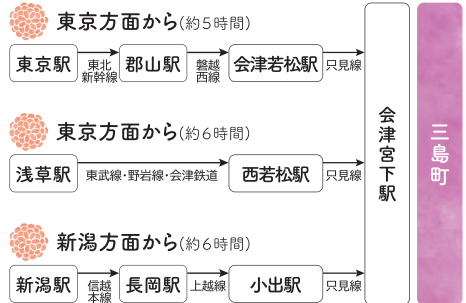 東京方面から(約5時間)
東京駅
東北
新幹線
郡山駅
磐越
西線
会津若松駅
只見線
東京方面から(約6時間)
浅草駅
東武線・野岩線・会津鉄道
西若松駅
只見線
新潟方面から(約6時間)
新潟駅
信越
本線
長岡駅
上越線
小出駅
只見線
会津宮下駅
三島町